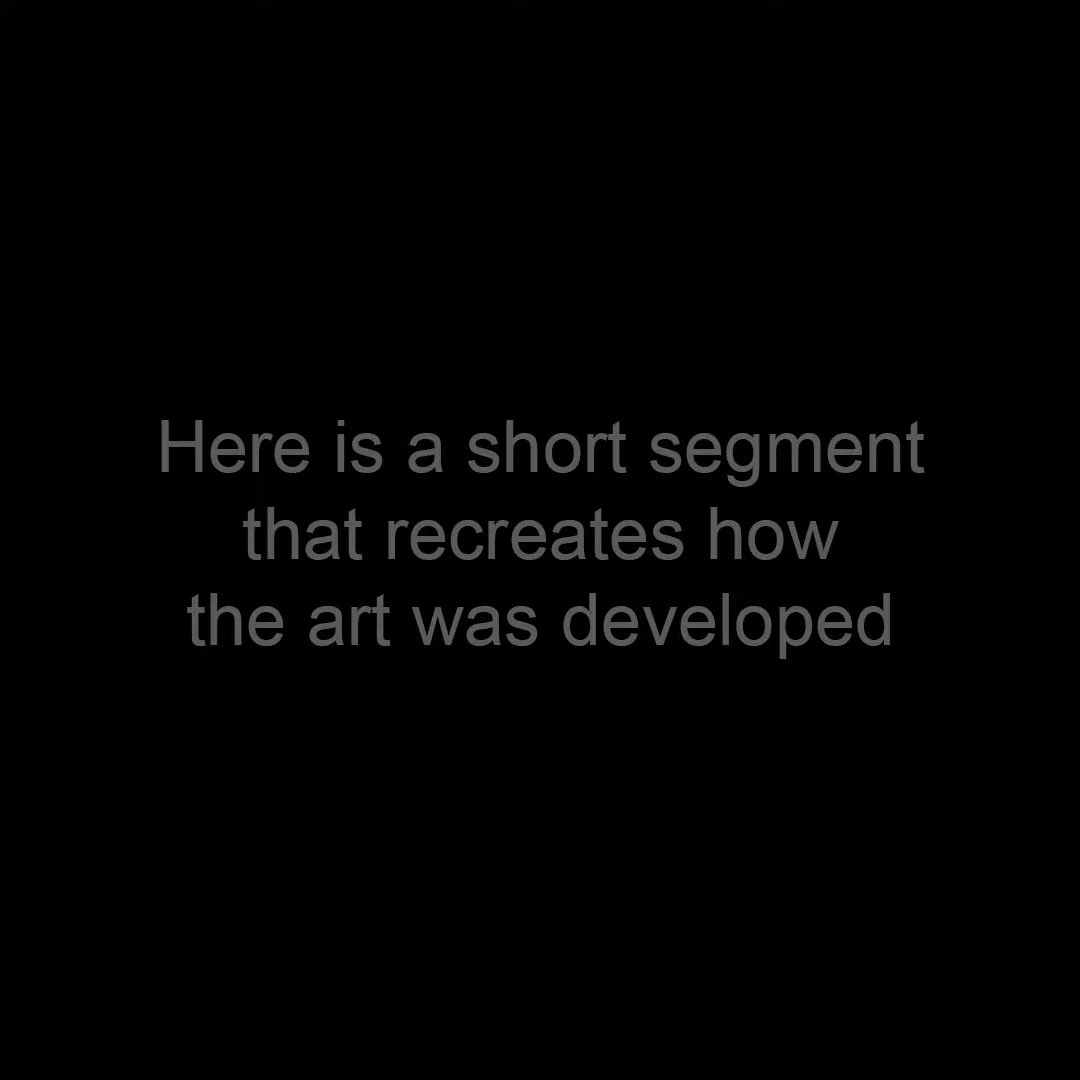 Here is a short segment
that recreates how
the art was developed